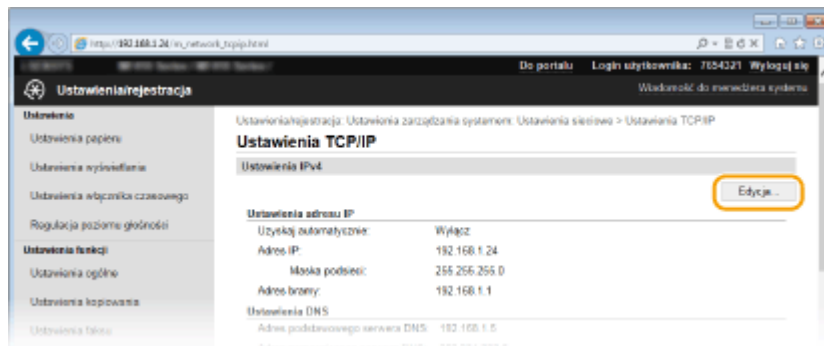 http://192.168.1.24/m_network_tcpip.html
Do portalu Login użytkownika: 7654321 Wyloguj się
Ustawienia/rejestracja
Wiadomość do menedżera systemu
Ustawienia
Ustawienia/rejestracja: Ustawienia zarządzania systemem: Ustawienia sieciowe > Ustawienia TCP/IP
Ustawienia papieru
Ustawienia TCP/IP
Ustawienia wyświetlania
Ustawienia IPv4
Ustawienia włącznika czasowego
Edycja...
Regulacja poziomu głośności
Ustawienia adresu IP
Uzyskaj automatycznie: Wyłącz
Ustawienia funkcji
Adres IP: 192.168.1.24
Ustawienia ogólne
Maska podsieci: 255.255.255.0
Adres bramy: 192.168.1.1
Ustawienia kopiowania
Ustawienia DNS
Ustawienia faksu
Adres podstawowego serwera DNS: 192.168.1.5